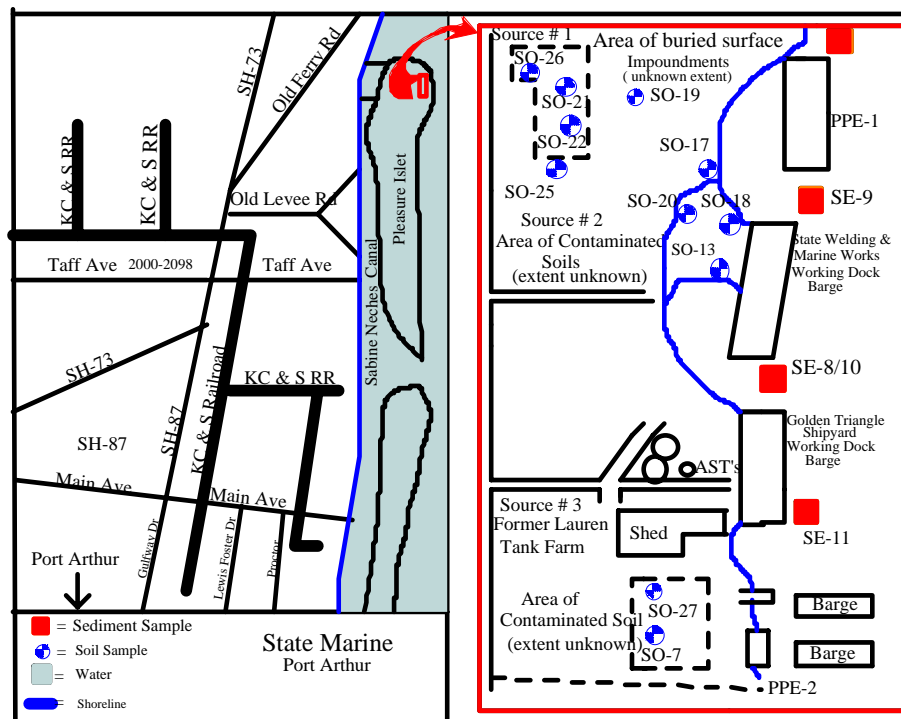 SH-73
Old Ferry Rd
KC & S RR
KC & S RR
Old Levee Rd
Taff Ave
2000-2098
Taff Ave
Sabine Neches Canal
Pleasure Islet
SH-73
SH-87
SH-87
KC & S Railroad
KC & S RR
Main Ave
Main Ave
Gulfway Dr
Lewis Foster Dr
Proctor
Port Arthur
= Sediment Sample
= Soil Sample
= Water
= Shoreline
State Marine
Port Arthur
Source # 1
SO-26
SO-21
SO-22
SO-25
Area of buried surface
Impoundments
( unknown extent)
SO-19
SO-17
PPE-1
SE-9
SO-20
SO-18
SO-13
Source # 2
Area of Contaminated
Soils
(extent unknown)
State Welding &
Marine Works
Working Dock
Barge
SE-8/10
Golden Triangle
Shipyard
Working Dock
Barge
AST's
SE-11
Source # 3
Former Lauren
Tank Farm
Shed
Area of
Contaminated Soil
(extent unknown)
SO-27
SO-7
Barge
Barge
PPE-2